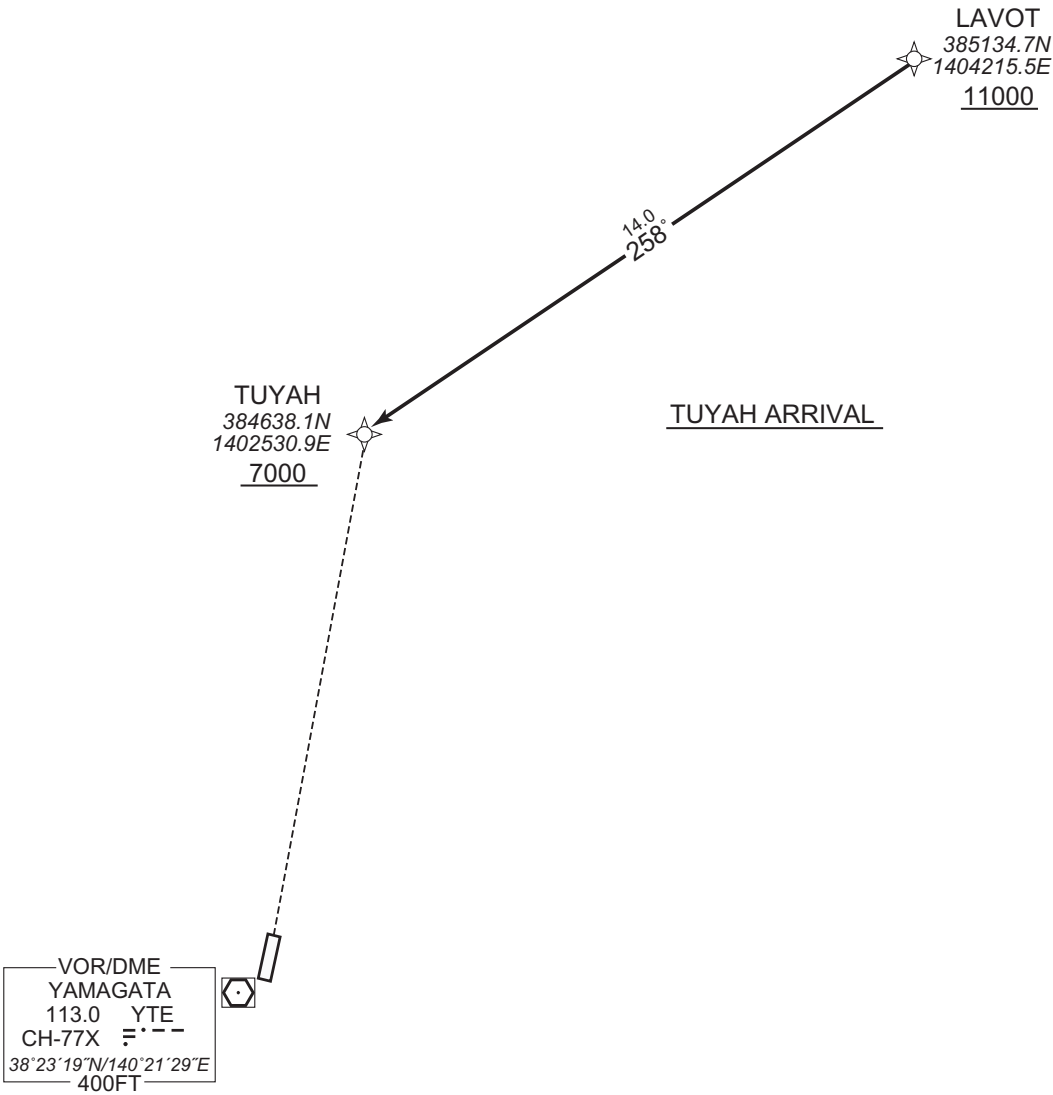 LAVOT
385134.7N
1404215.5E
11000
14.0
258°
TUYAH
384638.1N
1402530.9E
7000
TUYAH ARRIVAL
VOR/DME
YAMAGATA
113.0 YTE
CH-77X
38°23´19˝N/140°21´29˝E
400FT